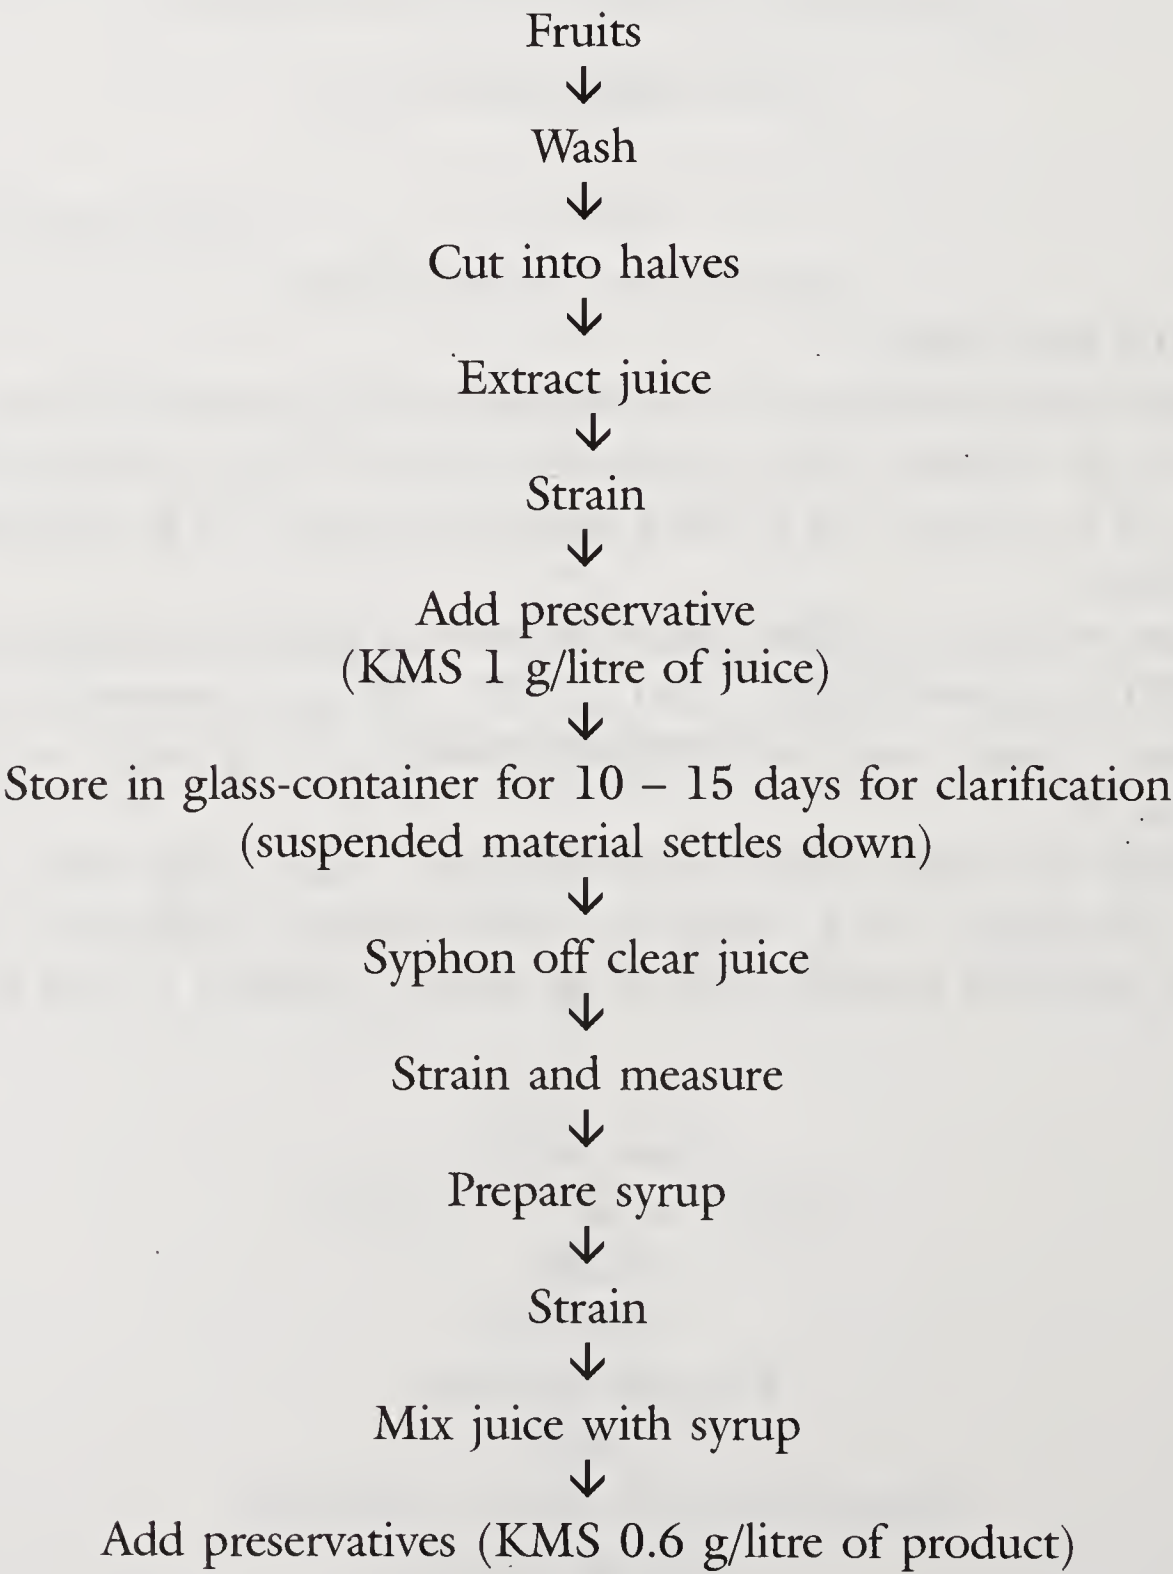 Fruits
↓
Wash
↓
Cut into halves
↓
Extract juice
↓
Strain
↓
Add preservative
(KMS 1 g/litre of juice)
↓
Store in glass-container for 10 – 15 days for clarification
(suspended material settles down)
↓
Syphon off clear juice
↓
Strain and measure
↓
Prepare syrup
↓
Strain
↓
Mix juice with syrup
↓
Add preservatives (KMS 0.6 g/litre of product)